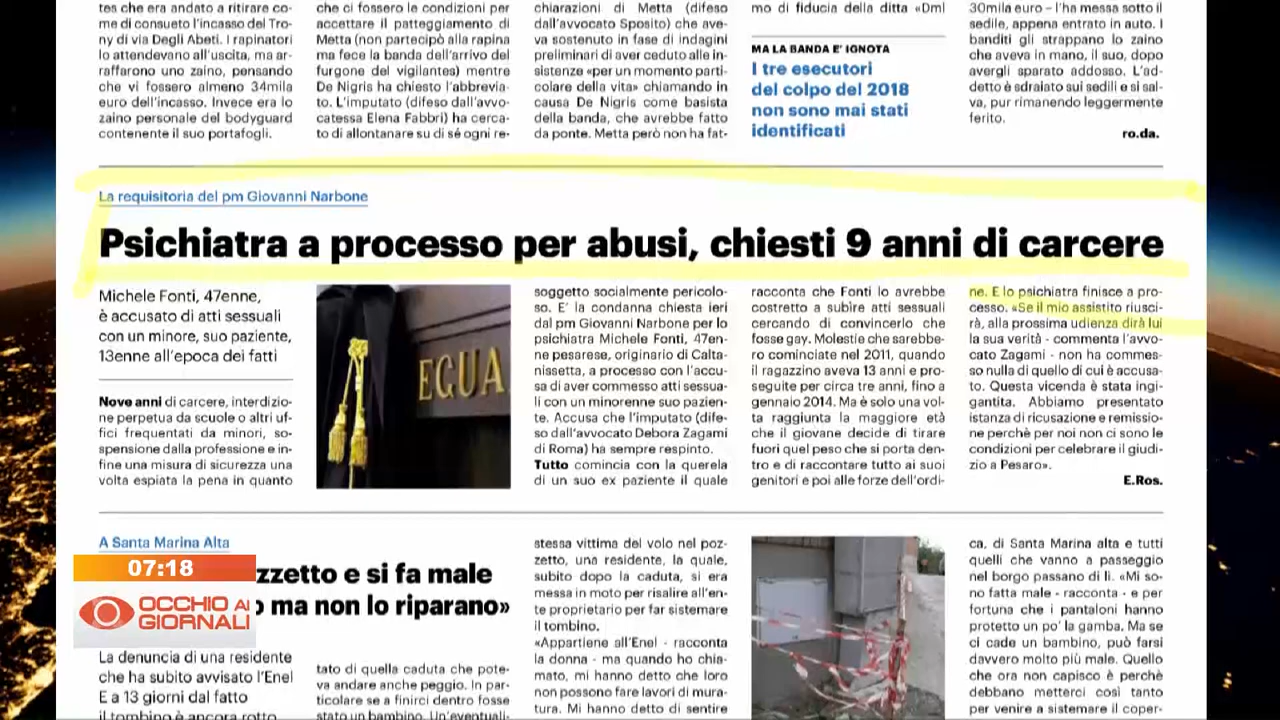 tes che era andato a ritirare co-
me di consueto l'incasso del Tro-
ny di via Degli Abeti. I rapinatori
lo attendevano all'uscita, ma ar-
raffarono uno zaino, pensando
che vi fossero almeno 34mila
euro dell'incasso. Invece era lo
zaino personale del bodyguard
contenente il suo portafogli.
che ci fossero le condizioni per
accettare il patteggiamento di
Metta (non partecipò alla rapina
ma fece la banda dell'arrivo del
furgone del vigilantes) mentre
De Nigris ha chiesto l'abbrevia-
to. L'imputato (difeso dall'avvo-
catessa Elena Fabbri) ha cerca-
to di allontanare su di sé ogni re-
chiarazioni di Metta (difeso
dall'avvocato Sposito) che ave-
va sostenuto in fase di indagini
preliminari di aver ceduto alle in-
sistenze «per un momento parti-
colare della vita» chiamando in
causa De Nigris come basista
della banda, che avrebbe fatto
da ponte. Metta però non ha fat-
mo di fiducia della ditta «Dml
MA LA BANDA E' IGNOTA
I tre esecutori
del colpo del 2018
non sono mai stati
identificati
30mila euro – l'ha messa sotto il
sedile, appena entrato in auto. I
banditi gli strappano lo zaino
che aveva in mano, il suo, dopo
avergli sparato addosso. L'ad-
detto è sdraiato sui sedili e si sal-
va, pur rimanendo leggermente
ferito.
ro.da.
La requisitoria del pm Giovanni Narbone
Psichiatra a processo per abusi, chiesti 9 anni di carcere
Michele Fonti, 47enne,
è accusato di atti sessuali
con un minore, suo paziente,
13enne all'epoca dei fatti
Nove anni di carcere, interdizio-
ne perpetua da scuole o altri uf-
fici frequentati da minori, so-
spensione dalla professione e in-
fine una misura di sicurezza una
volta espiata la pena in quanto
EGUA
soggetto socialmente pericolo-
so. E' la condanna chiesta ieri
dal pm Giovanni Narbone per lo
psichiatra Michele Fonti, 47en-
ne pesarese, originario di Calta-
nissetta, a processo con l'accu-
sa di aver commesso atti sessua-
li con un minorenne suo pazien-
te. Accusa che l'imputato (dife-
so dall'avvocato Debora Zagami
di Roma) ha sempre respinto.
Tutto comincia con la querela
di un suo ex paziente il quale
racconta che Fonti lo avrebbe
costretto a subìre atti sessuali
cercando di convincerlo che
fosse gay. Molestie che sarebbe-
ro cominciate nel 2011, quando
il ragazzino aveva 13 anni e pro-
seguite per circa tre anni, fino a
gennaio 2014. Ma è solo una vol-
ta raggiunta la maggiore età
che il giovane decide di tirare
fuori quel peso che si porta den-
tro e di raccontare tutto ai suoi
genitori e poi alle forze dell'ordi-
ne. E lo psichiatra finisce a pro-
cesso. «Se il mio assistito riusci-
rà, alla prossima udienza dirà lui
la sua verità - commenta l'avvo-
cato Zagami - non ha commes-
so nulla di quello di cui è accusa-
to. Questa vicenda è stata ingi-
gantita. Abbiamo presentato
istanza di ricusazione e remissio-
ne perchè per noi non ci sono le
condizioni per celebrare il giudi-
zio a Pesaro».
E.Ros.
A Santa Marina Alta
zzetto e si fa male
o ma non lo riparano»
07:18
OCCHIO AI
GIORNALI
La denuncia di una residente
che ha subito avvisato l'Enel
E a 13 giorni dal fatto
il tombino è ancora rotto
tato di quella caduta che pote-
va andare anche peggio. In par-
ticolare se a finirci dentro fosse
stato un bambino. Un'eventuali-
stessa vittima del volo nel poz-
zetto, una residente, la quale,
subito dopo la caduta, si era
messa in moto per risalire all'en-
te proprietario per far sistemare
il tombino.
«Appartiene all'Enel - racconta
la donna - ma quando ho chia-
mato, mi hanno detto che loro
non possono fare lavori di mura-
tura. Mi hanno detto di sentire
ca, di Santa Marina alta e tutti
quelli che vanno a passeggio
nel borgo passano di lì. «Mi so-
no fatta male - racconta - e per
fortuna che i pantaloni hanno
protetto un po' la gamba. Ma se
ci cade un bambino, può farsi
davvero molto più male. Quello
che ora non capisco è perchè
debbano metterci così tanto
per venire a sistemare il coper-